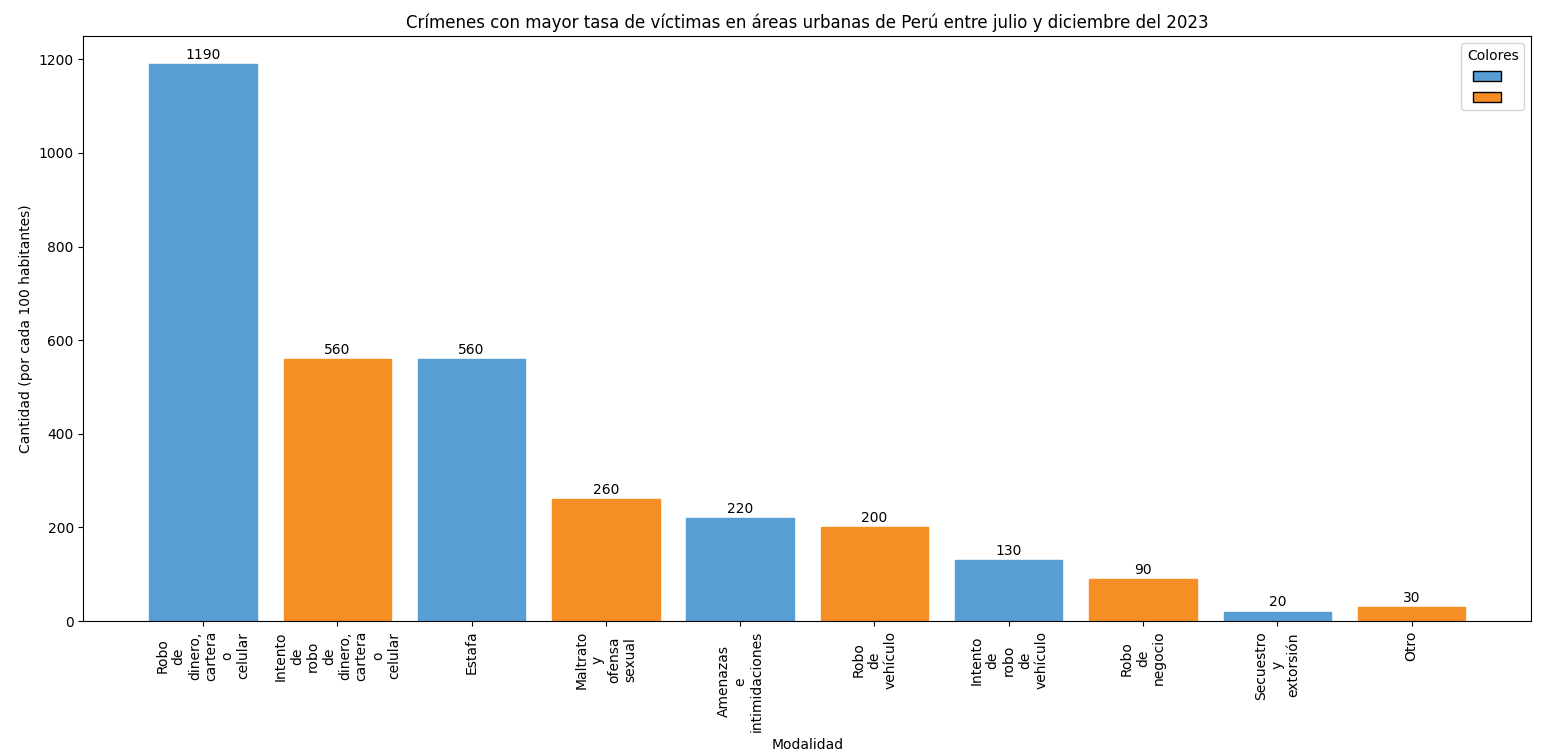 Crímenes con mayor tasa de víctimas en áreas urbanas de Perú entre julio y diciembre del 2023
Colores
Cantidad (por cada 100 habitantes)
1200
1000
800
600
400
200
0
1190
560
560
260
220
200
130
90
20
30
Robo
de
dinero,
cartera
o
celular
Intento
de
robo
de
dinero,
cartera
o
celular
Estafa
Maltrato
y
ofensa
sexual
Amenazas
e
intimidaciones
Robo
de
vehículo
Intento
de
robo
de
vehículo
Robo
de
negocio
Secuestro
y
extorsión
Otro
Modalidad